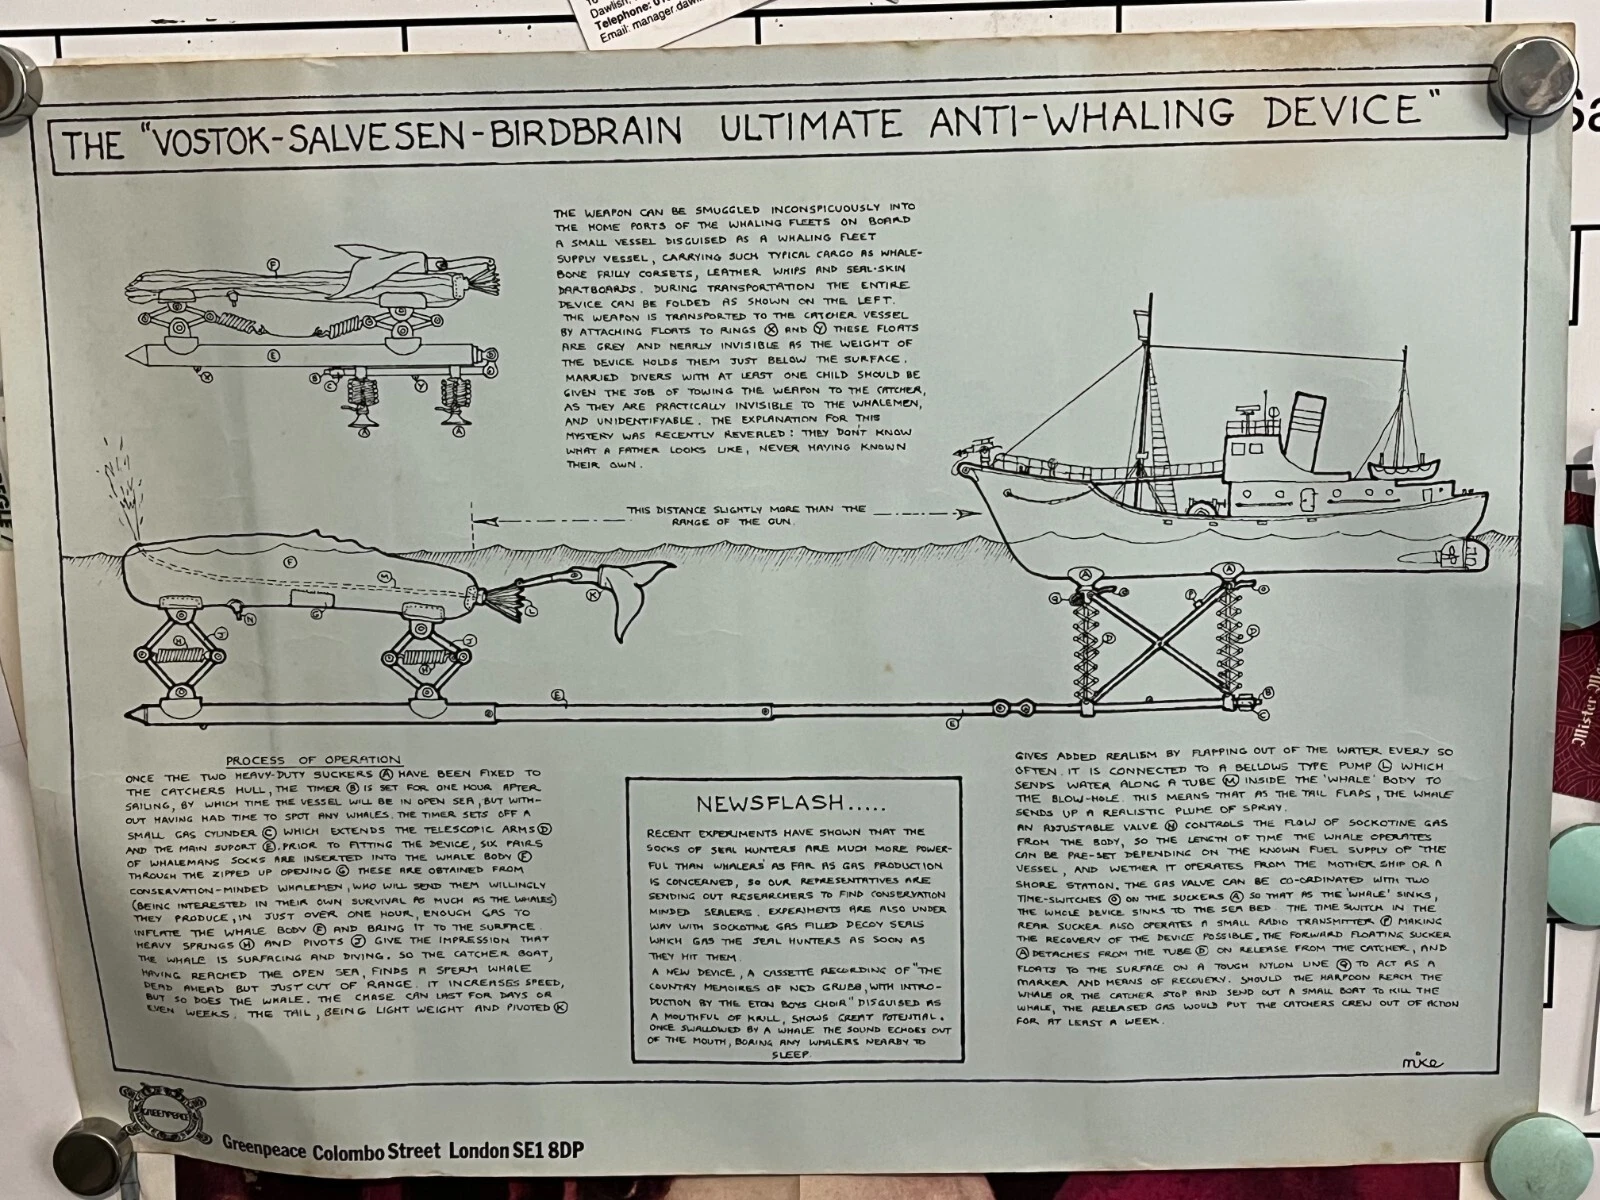 Dawlish,
Telephone: 01
Email: manager.daw
THE "VOSTOK-SALVESEN-BIRDBRAIN ULTIMATE ANTI-WHALING DEVICE"
THE WEAPON CAN BE SMUGGLED INCONSPICUOUSLY INTO
THE HOME PORTS OF THE WHALING FLEETS ON BOARD
A SMALL VESSEL DISGUISED AS A WHALING FLEET
SUPPLY VESSEL, CARRYING SUCH TYPICAL CARGO AS WHALE-
BONE FRILLY CORSETS, LEATHER WHIPS AND SEAL-SKIN
DARTBOARDS. DURING TRANSPORTATION THE ENTIRE
DEVICE CAN BE FOLDED AS SHOWN ON THE LEFT.
THE WEAPON IS TRANSPORTED TO THE CATCHER VESSEL
BY ATTACHING FLOATS TO RINGS Ⓧ AND Ⓨ THESE FLOATS
ARE GREY AND NEARLY INVISIBLE AS THE WEIGHT OF
THE DEVICE HOLDS THEM JUST BELOW THE SURFACE.
MARRIED DIVERS WITH AT LEAST ONE CHILD SHOULD BE
GIVEN THE JOB OF TOWING THE WEAPON TO THE CATCHER,
AS THEY ARE PRACTICALLY INVISIBLE TO THE WHALEMEN,
AND UNIDENTIFYABLE. THE EXPLANATION FOR THIS
MYSTERY WAS RECENTLY REVEALED: THEY DON'T KNOW
WHAT A FATHER LOOKS LIKE, NEVER HAVING KNOWN
THEIR OWN.
THIS DISTANCE SLIGHTLY MORE THAN THE
RANGE OF THE GUN.
PROCESS OF OPERATION
ONCE THE TWO HEAVY-DUTY SUCKERS Ⓐ HAVE BEEN FIXED TO
THE CATCHERS HULL, THE TIMER Ⓑ IS SET FOR ONE HOUR AFTER
SAILING, BY WHICH TIME THE VESSEL WILL BE IN OPEN SEA, BUT WITH-
OUT HAVING HAD TIME TO SPOT ANY WHALES. THE TIMER SETS OFF A
SMALL GAS CYLINDER Ⓒ WHICH EXTENDS THE TELESCOPIC ARMS Ⓓ
AND THE MAIN SUPORT Ⓔ. PRIOR TO FITTING THE DEVICE, SIX PAIRS
OF WHALEMANS SOCKS ARE INSERTED INTO THE WHALE BODY Ⓕ
THROUGH THE ZIPPED UP OPENING Ⓖ THESE ARE OBTAINED FROM
CONSERVATION-MINDED WHALEMEN, WHO WILL SEND THEM WILLINGLY
(BEING INTERESTED IN THEIR OWN SURVIVAL AS MUCH AS THE WHALES)
THEY PRODUCE, IN JUST OVER ONE HOUR, ENOUGH GAS TO
INFLATE THE WHALE BODY Ⓕ AND BRING IT TO THE SURFACE.
HEAVY SPRINGS Ⓗ AND PIVOTS Ⓙ GIVE THE IMPRESSION THAT
THE WHALE IS SURFACING AND DIVING. SO THE CATCHER BOAT,
HAVING REACHED THE OPEN SEA, FINDS A SPERM WHALE
DEAD AHEAD BUT JUST OUT OF RANGE. IT INCREASES SPEED,
BUT SO DOES THE WHALE. THE CHASE CAN LAST FOR DAYS OR
EVEN WEEKS. THE TAIL, BEING LIGHT WEIGHT AND PIVOTED Ⓚ
NEWSFLASH.....
RECENT EXPERIMENTS HAVE SHOWN THAT THE
SOCKS OF SEAL HUNTERS ARE MUCH MORE POWER-
FUL THAN WHALERS' AS FAR AS GAS PRODUCTION
IS CONCERNED, SO OUR REPRESENTATIVES ARE
SENDING OUT RESEARCHERS TO FIND CONSERVATION
MINDED SEALERS. EXPERIMENTS ARE ALSO UNDER
WAY WITH SOCKOTINE GAS FILLED DECOY SEALS
WHICH GAS THE SEAL HUNTERS AS SOON AS
THEY HIT THEM.
A NEW DEVICE, A CASSETTE RECORDING OF "THE
COUNTRY MEMOIRES OF NED GRUBB, WITH INTRO-
DUCTION BY THE ETON BOYS CHOIR" DISGUISED AS
A MOUTHFUL OF KRILL, SHOWS GREAT POTENTIAL.
ONCE SWALLOWED BY A WHALE THE SOUND ECHOES OUT
OF THE MOUTH, BORING ANY WHALERS NEARBY TO
SLEEP.
GIVES ADDED REALISM BY FLAPPING OUT OF THE WATER EVERY SO
OFTEN. IT IS CONNECTED TO A BELLOWS TYPE PUMP Ⓛ WHICH
SENDS WATER ALONG A TUBE Ⓜ INSIDE THE 'WHALE' BODY TO
THE BLOW-HOLE. THIS MEANS THAT AS THE TAIL FLAPS, THE WHALE
SENDS UP A REALISTIC PLUME OF SPRAY.
AN ADJUSTABLE VALVE Ⓝ CONTROLS THE FLOW OF SOCKOTINE GAS
FROM THE BODY, SO THE LENGTH OF TIME THE WHALE OPERATES
CAN BE PRE-SET DEPENDING ON THE KNOWN FUEL SUPPLY OF THE
VESSEL, AND WETHER IT OPERATES FROM THE MOTHER SHIP OR A
SHORE STATION. THE GAS VALVE CAN BE CO-ORDINATED WITH TWO
TIME-SWITCHES Ⓞ ON THE SUCKERS Ⓐ SO THAT AS THE 'WHALE' SINKS,
THE WHOLE DEVICE SINKS TO THE SEA BED. THE TIME SWITCH IN THE
REAR SUCKER ALSO OPERATES A SMALL RADIO TRANSMITTER Ⓟ MAKING
THE RECOVERY OF THE DEVICE POSSIBLE. THE FORWARD FLOATING SUCKER
Ⓐ DETACHES FROM THE TUBE Ⓓ ON RELEASE FROM THE CATCHER, AND
FLOATS TO THE SURFACE ON A TOUGH NYLON LINE Ⓠ TO ACT AS A
MARKER AND MEANS OF RECOVERY. SHOULD THE HARPOON REACH THE
WHALE OR THE CATCHER STOP AND SEND OUT A SMALL BOAT TO KILL THE
WHALE, THE RELEASED GAS WOULD PUT THE CATCHERS CREW OUT OF ACTION
FOR AT LEAST A WEEK.
mike
GREENPEACE
Greenpeace Colombo Street London SE1 8DP